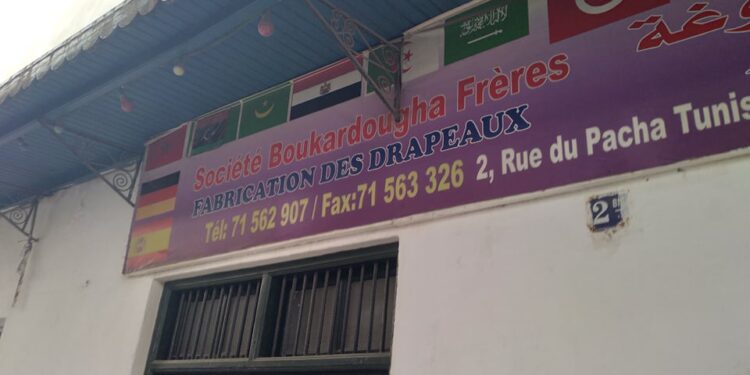 وغة
Société Boukardougha Frères
FABRICATION DES DRAPEAUX
Tél: 71 562 907 / Fax:71 563 326 2, Rue du Pacha Tunis
2